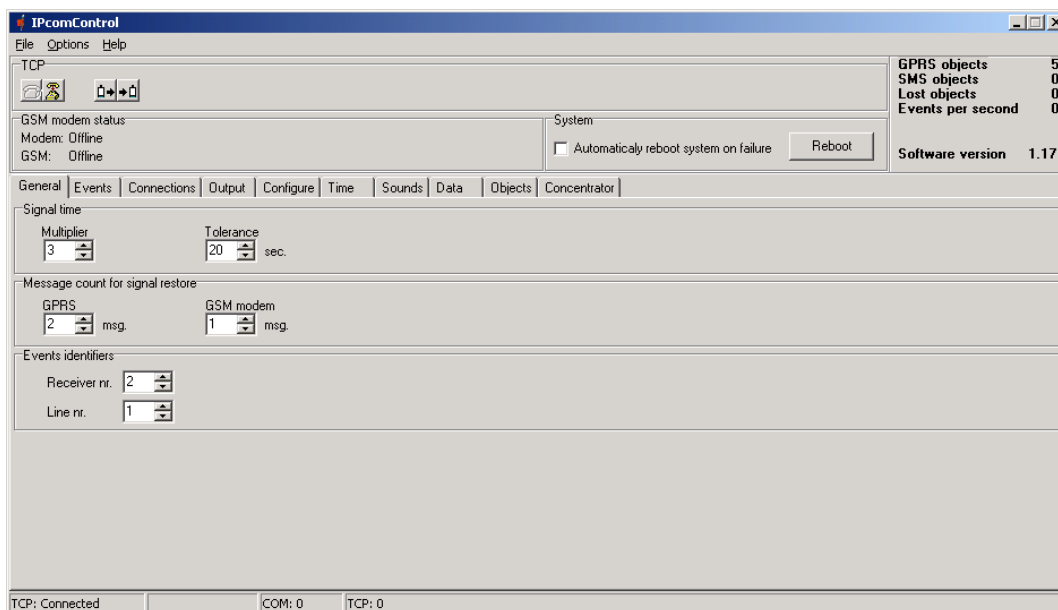 IPcomControl
File Options Help
TCP
GPRS objects 5
SMS objects 0
Lost objects 0
Events per second 0
Software version 1.17
GSM modem status
Modem: Offline
GSM: Offline
System
Automaticaly reboot system on failure
Reboot
General Events Connections Output Configure Time Sounds Data Objects Concentrator
Signal time
Multiplier Tolerance
3 20 sec.
Message count for signal restore
GPRS GSM modem
2 msg. 1 msg.
Events identifiers
Receiver nr. 2
Line nr. 1
TCP: Connected COM: 0 TCP: 0